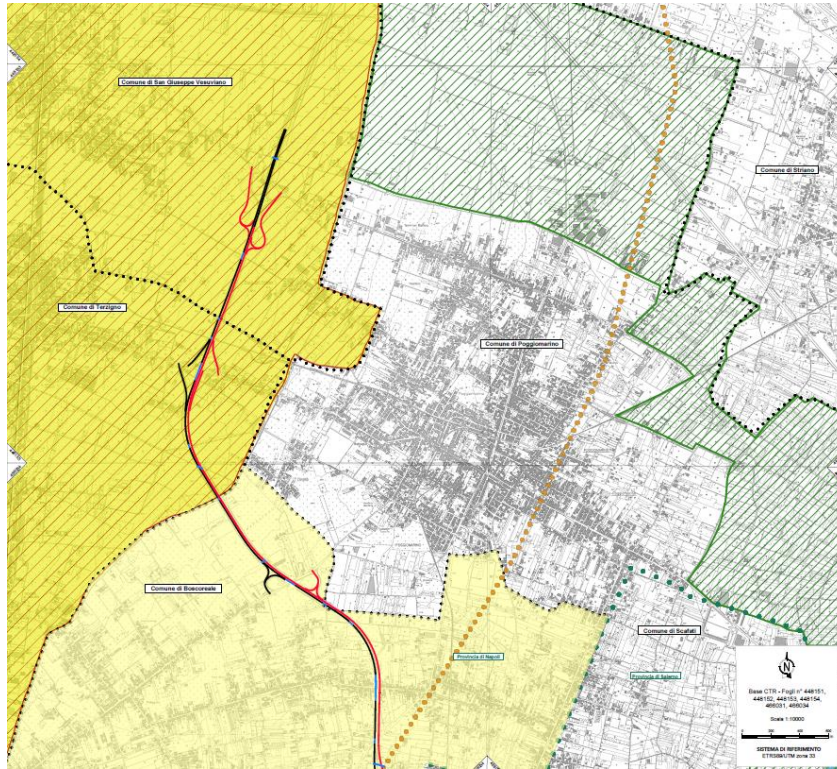 Comune di San Giuseppe Vesuviano
Comune di Striano
Comune di Terzigno
Comune di Poggiomarino
Comune di Boscoreale
Comune di Scafati
Provincia di Napoli
Provincia di Salerno
N
Base CTR - Fogli n° 448151,
448152, 448153, 448154,
466031, 466034
Scala 1:10000
SISTEMA DI RIFERIMENTO
ETRS89/UTM zona 33